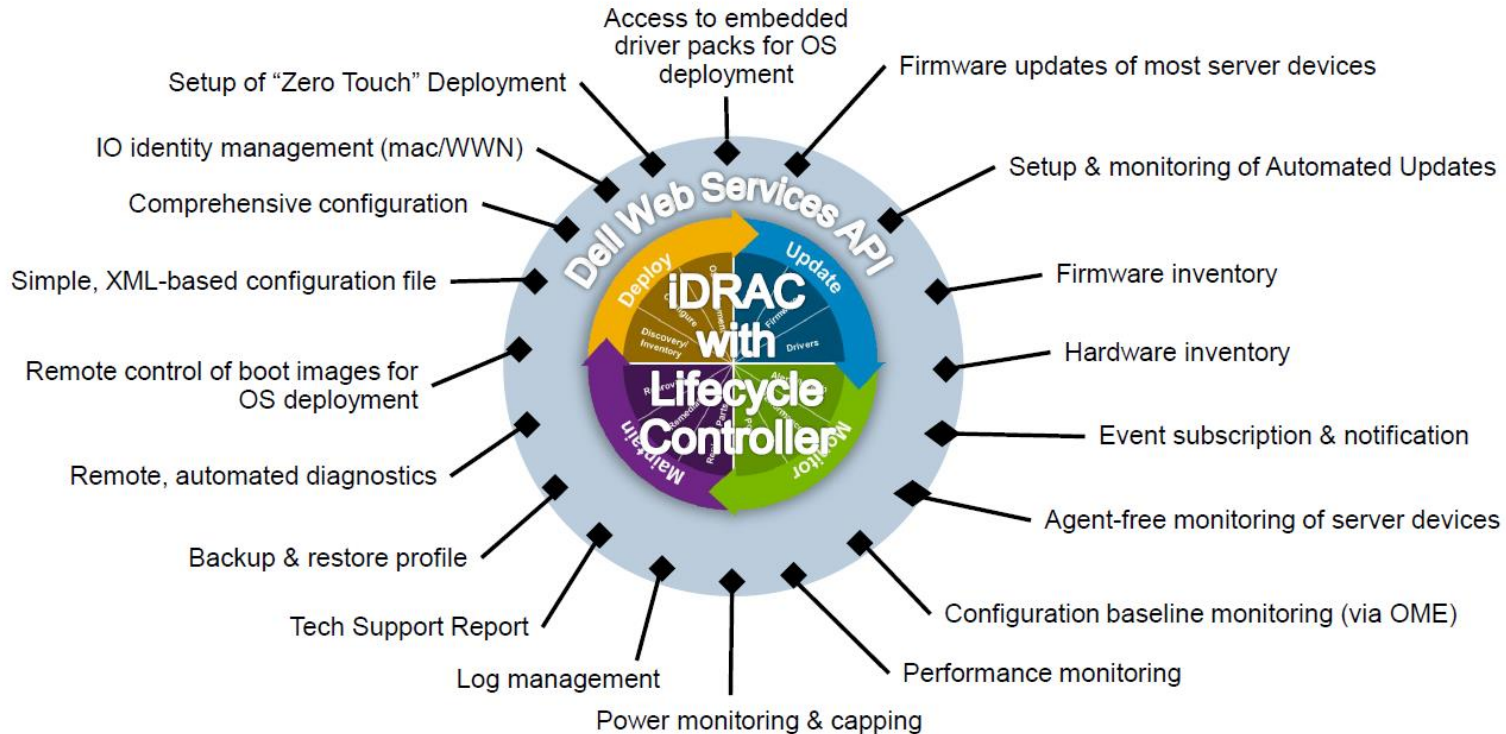 Access to embedded
driver packs for OS
deployment
Firmware updates of most server devices
Setup & monitoring of Automated Updates
Firmware inventory
Hardware inventory
Event subscription & notification
Agent-free monitoring of server devices
Configuration baseline monitoring (via OME)
Performance monitoring
Power monitoring & capping
Log management
Tech Support Report
Backup & restore profile
Remote, automated diagnostics
Remote control of boot images for
OS deployment
Simple, XML-based configuration file
Comprehensive configuration
IO identity management (mac/WWN)
Setup of “Zero Touch” Deployment
Dell Web Services API
Deploy
Update
Monitor
Maintain
iDRAC
with
Lifecycle
Controller
Discovery/
Inventory
Drivers